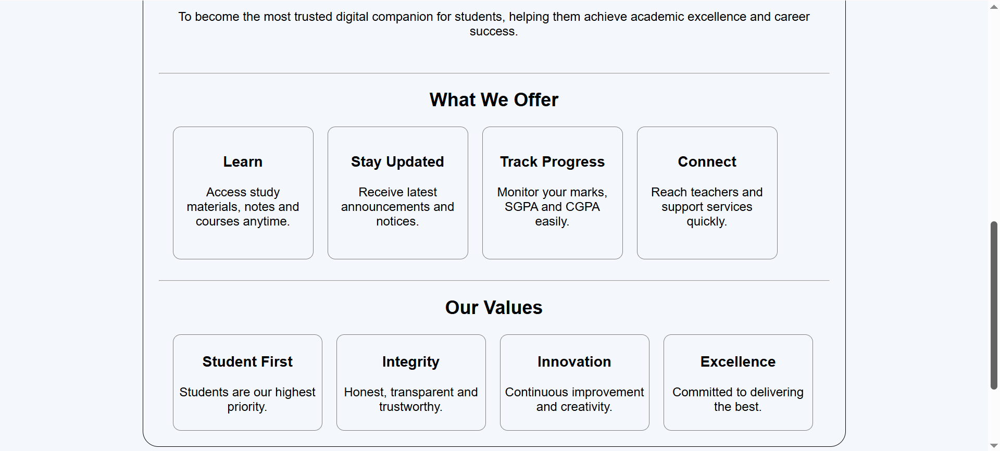 To become the most trusted digital companion for students, helping them achieve academic excellence and career
success.
What We Offer
Learn
Access study
materials, notes and
courses anytime.
Stay Updated
Receive latest
announcements and
notices.
Track Progress
Monitor your marks,
SGPA and CGPA
easily.
Connect
Reach teachers and
support services
quickly.
Our Values
Student First
Students are our highest
priority.
Integrity
Honest, transparent and
trustworthy.
Innovation
Continuous improvement
and creativity.
Excellence
Committed to delivering
the best.